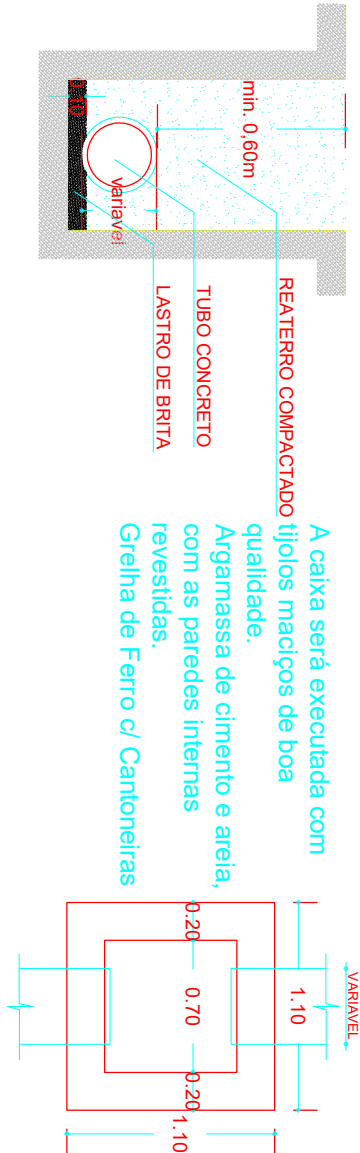 min. 0,60m
0.10
variavel
REATERRO COMPACTADO
TUBO CONCRETO
LASTRO DE BRITA
A caixa será executada com
tijolos maciços de boa
qualidade.
Argamassa de cimento e areia,
com as paredes internas
revestidas.
Grelha de Ferro c/ Cantoneiras
VARIAVEL
1.10
0.20
0.70
0.20
1.10